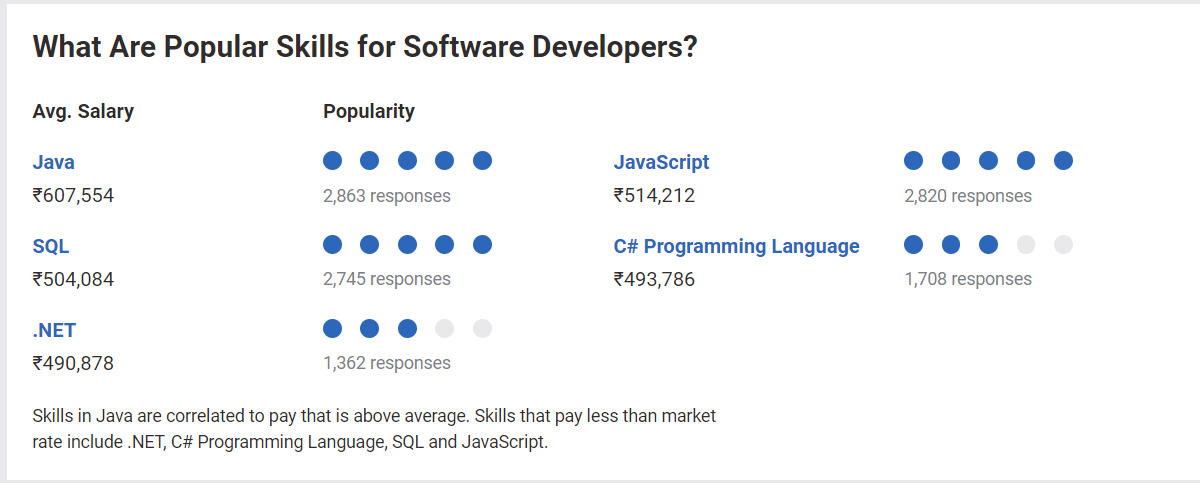 What Are Popular Skills for Software Developers?
Avg. Salary
Popularity
Java
₹607,554
2,863 responses
JavaScript
₹514,212
2,820 responses
SQL
₹504,084
2,745 responses
C# Programming Language
₹493,786
1,708 responses
.NET
₹490,878
1,362 responses
Skills in Java are correlated to pay that is above average. Skills that pay less than market
rate include .NET, C# Programming Language, SQL and JavaScript.